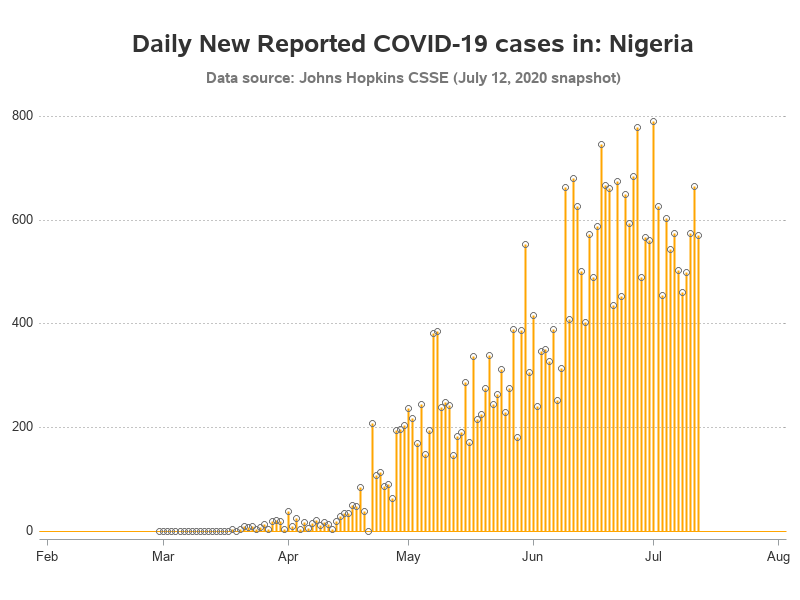 Daily New Reported COVID-19 cases in: Nigeria
Data source: Johns Hopkins CSSE (July 12, 2020 snapshot)
800
600
400
200
0
Feb Mar Apr May Jun Jul Aug